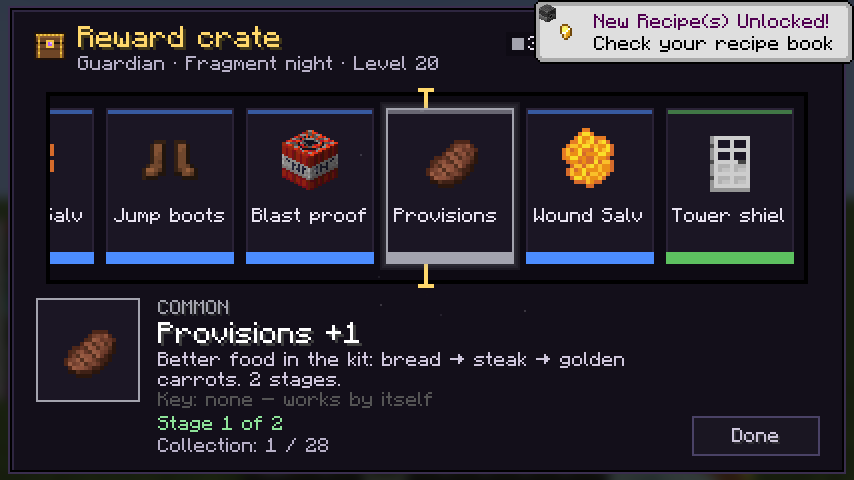 Reward crate
Guardian · Fragment night · Level 20
New Recipe(s) Unlocked!
Check your recipe book
Salv
Jump boots
Blast proof
Provisions
Wound Salv
Tower shiel
COMMON
Provisions +1
Better food in the kit: bread → steak → golden
carrots. 2 stages.
Key: none — works by itself
Stage 1 of 2
Collection: 1 / 28
Done